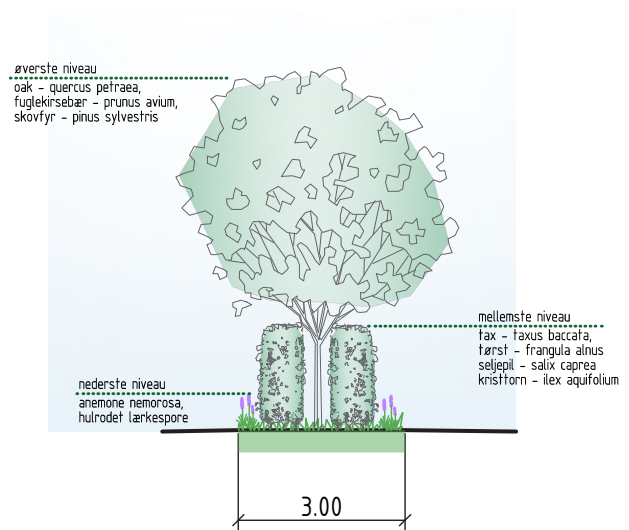 øverste niveau
oak - quercus petraea,
fuglekirsebær - prunus avium,
skovfyr - pinus sylvestris
mellemste niveau
tax - taxus baccata,
tørst - frangula alnus
seljepil - salix caprea
kristtorn - ilex aquifolium
nederste niveau
anemone nemorosa,
hulrodet lærkespore
3.00